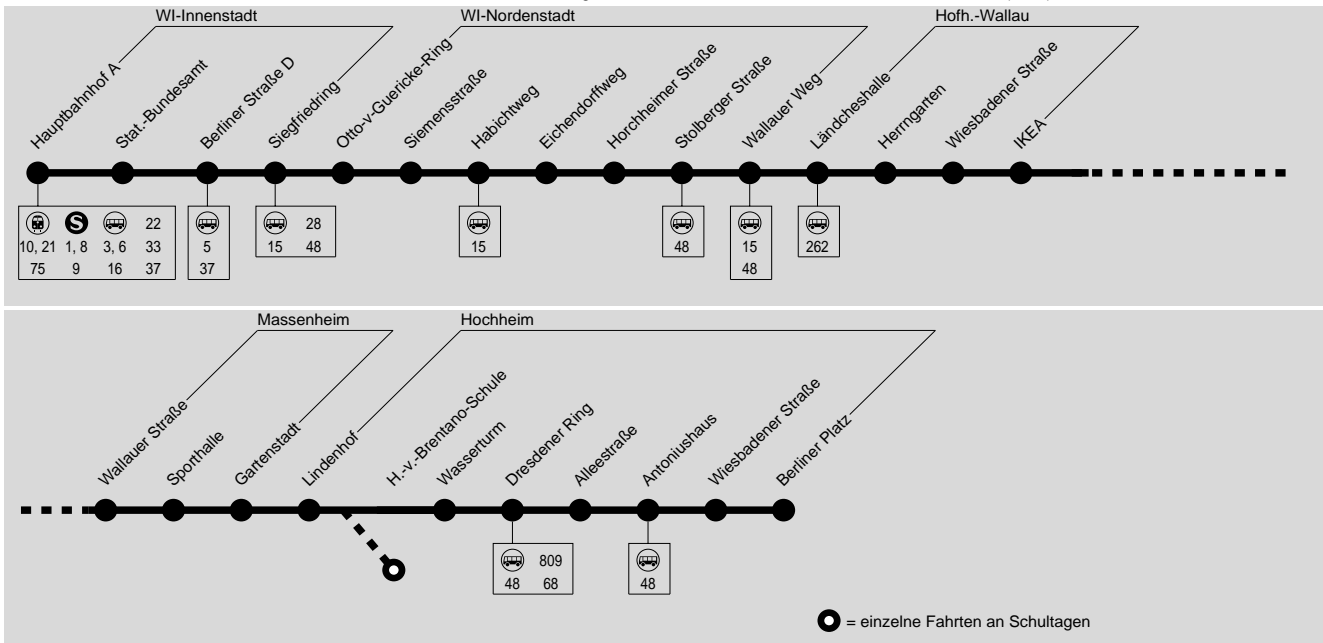 WI-Innenstadt WI-Nordenstadt Hofh.-Wallau
Hauptbahnhof A
Stat.-Bundesamt
Berliner Straße D
Siegfriedring
Otto-v-Guericke-Ring
Siemensstraße
Habichtweg
Eichendorffweg
Horchheimer Straße
Stolberger Straße
Wallauer Weg
Ländcheshalle
Herrngarten
Wiesbadener Straße
IKEA
S 22
10, 21 1, 8 3, 6 33
75 9 16 37
5
37
28
15 48
15
48
15
48
262
Massenheim Hochheim
Wallauer Straße
Sporthalle
Gartenstadt
Lindenhof
H.-v.-Brentano-Schule
Wasserturm
Dresdener Ring
Alleestraße
Antoniushaus
Wiesbadener Straße
Berliner Platz
809
48 68
48
= einzelne Fahrten an Schultagen